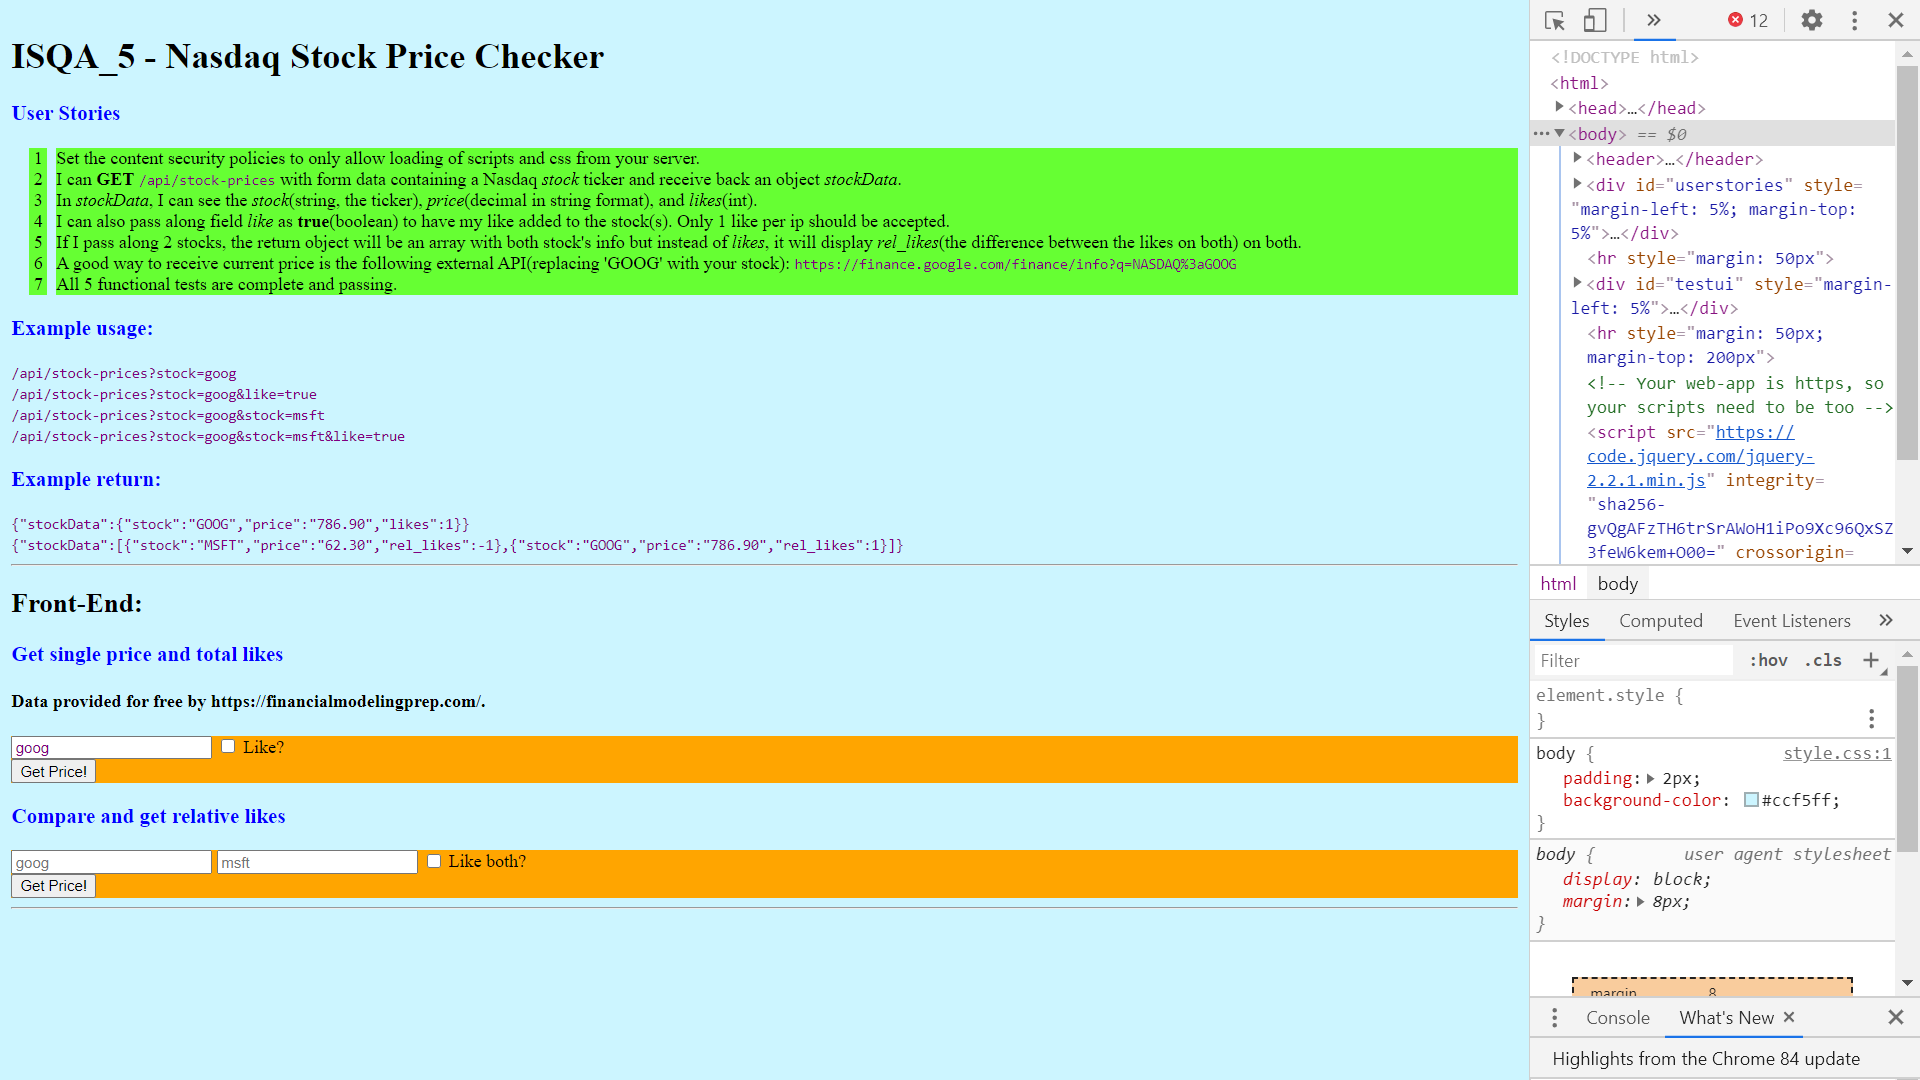 ISQA_5 - Nasdaq Stock Price Checker
User Stories
1 Set the content security policies to only allow loading of scripts and css from your server.
2 I can GET /api/stock-prices with form data containing a Nasdaq stock ticker and receive back an object stockData.
3 In stockData, I can see the stock(string, the ticker), price(decimal in string format), and likes(int).
4 I can also pass along field like as true(boolean) to have my like added to the stock(s). Only 1 like per ip should be accepted.
5 If I pass along 2 stocks, the return object will be an array with both stock's info but instead of likes, it will display rel_likes(the difference between the likes on both) on both.
6 A good way to receive current price is the following external API(replacing 'GOOG' with your stock): https://finance.google.com/finance/info?q=NASDAQ%3aGOOG
7 All 5 functional tests are complete and passing.
Example usage:
/api/stock-prices?stock=goog
/api/stock-prices?stock=goog&like=true
/api/stock-prices?stock=goog&stock=msft
/api/stock-prices?stock=goog&stock=msft&like=true
Example return:
{"stockData":{"stock":"GOOG","price":"786.90","likes":1}}
{"stockData":[{"stock":"MSFT","price":"62.30","rel_likes":-1},{"stock":"GOOG","price":"786.90","rel_likes":1}]}
Front-End:
Get single price and total likes
Data provided for free by https://financialmodelingprep.com/.
goog Like?
Get Price!
Compare and get relative likes
goog msft Like both?
Get Price!
12
<!DOCTYPE html>
<html>
<head>…</head>
<body> == $0
<header>…</header>
<div id="userstories" style=
"margin-left: 5%; margin-top:
5%">…</div>
<hr style="margin: 50px">
<div id="testui" style="margin-
left: 5%">…</div>
<hr style="margin: 50px;
margin-top: 200px">
<!-- Your web-app is https, so
your scripts need to be too -->
<script src="https://
code.jquery.com/jquery-
2.2.1.min.js" integrity=
"sha256-
gvQgAFzTH6trSrAWoH1iPo9Xc96QxSZ
3feW6kem+O00=" crossorigin=
html body
Styles Computed Event Listeners
Filter :hov .cls +
element.style {
}
body { style.css:1
padding: 2px;
background-color: #ccf5ff;
}
body { user agent stylesheet
display: block;
margin: 8px;
}
margin 8
Console What's New
Highlights from the Chrome 84 update